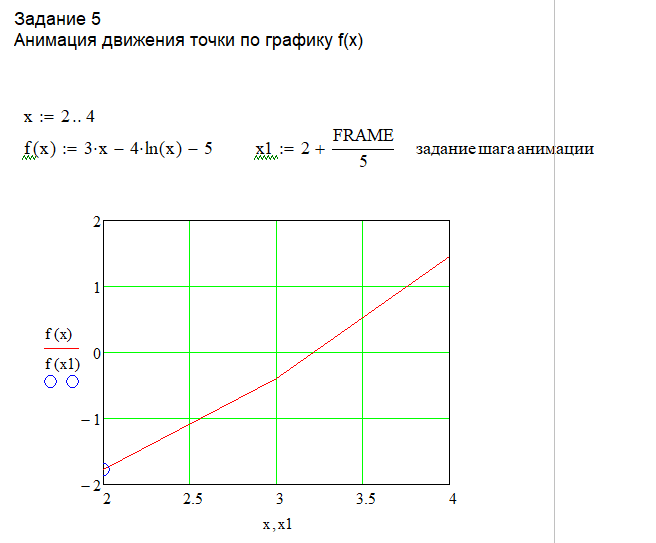 Задание 5
Анимация движения точки по графику f(x)
x := 2 .. 4
f(x) := 3·x − 4·ln(x) − 5 x1 := 2 + FRAME/5 задание шага анимации
2
1
f(x)
0
f(x1)
−1
−2
2 2.5 3 3.5 4
x, x1